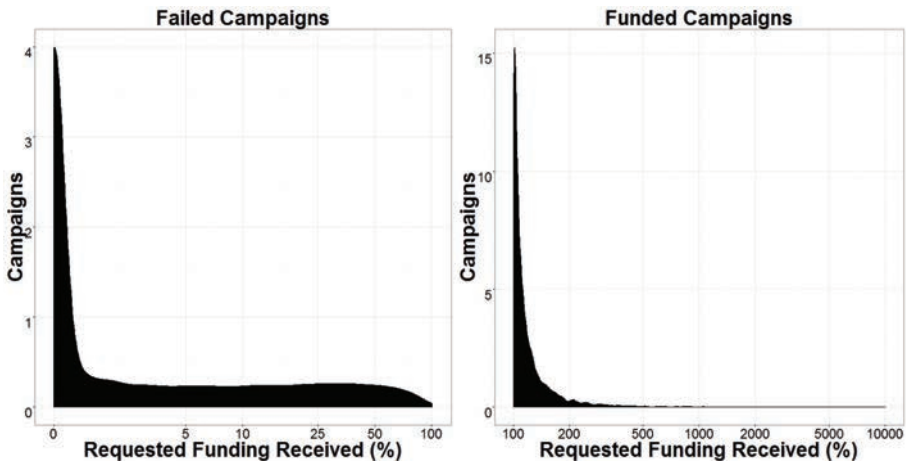 Failed Campaigns
4
3
2
1
0
Campaigns
0 5 10 25 50 100
Requested Funding Received (%)
Funded Campaigns
15
10
5
0
Campaigns
100 200 500 1000 2000 5000 10000
Requested Funding Received (%)